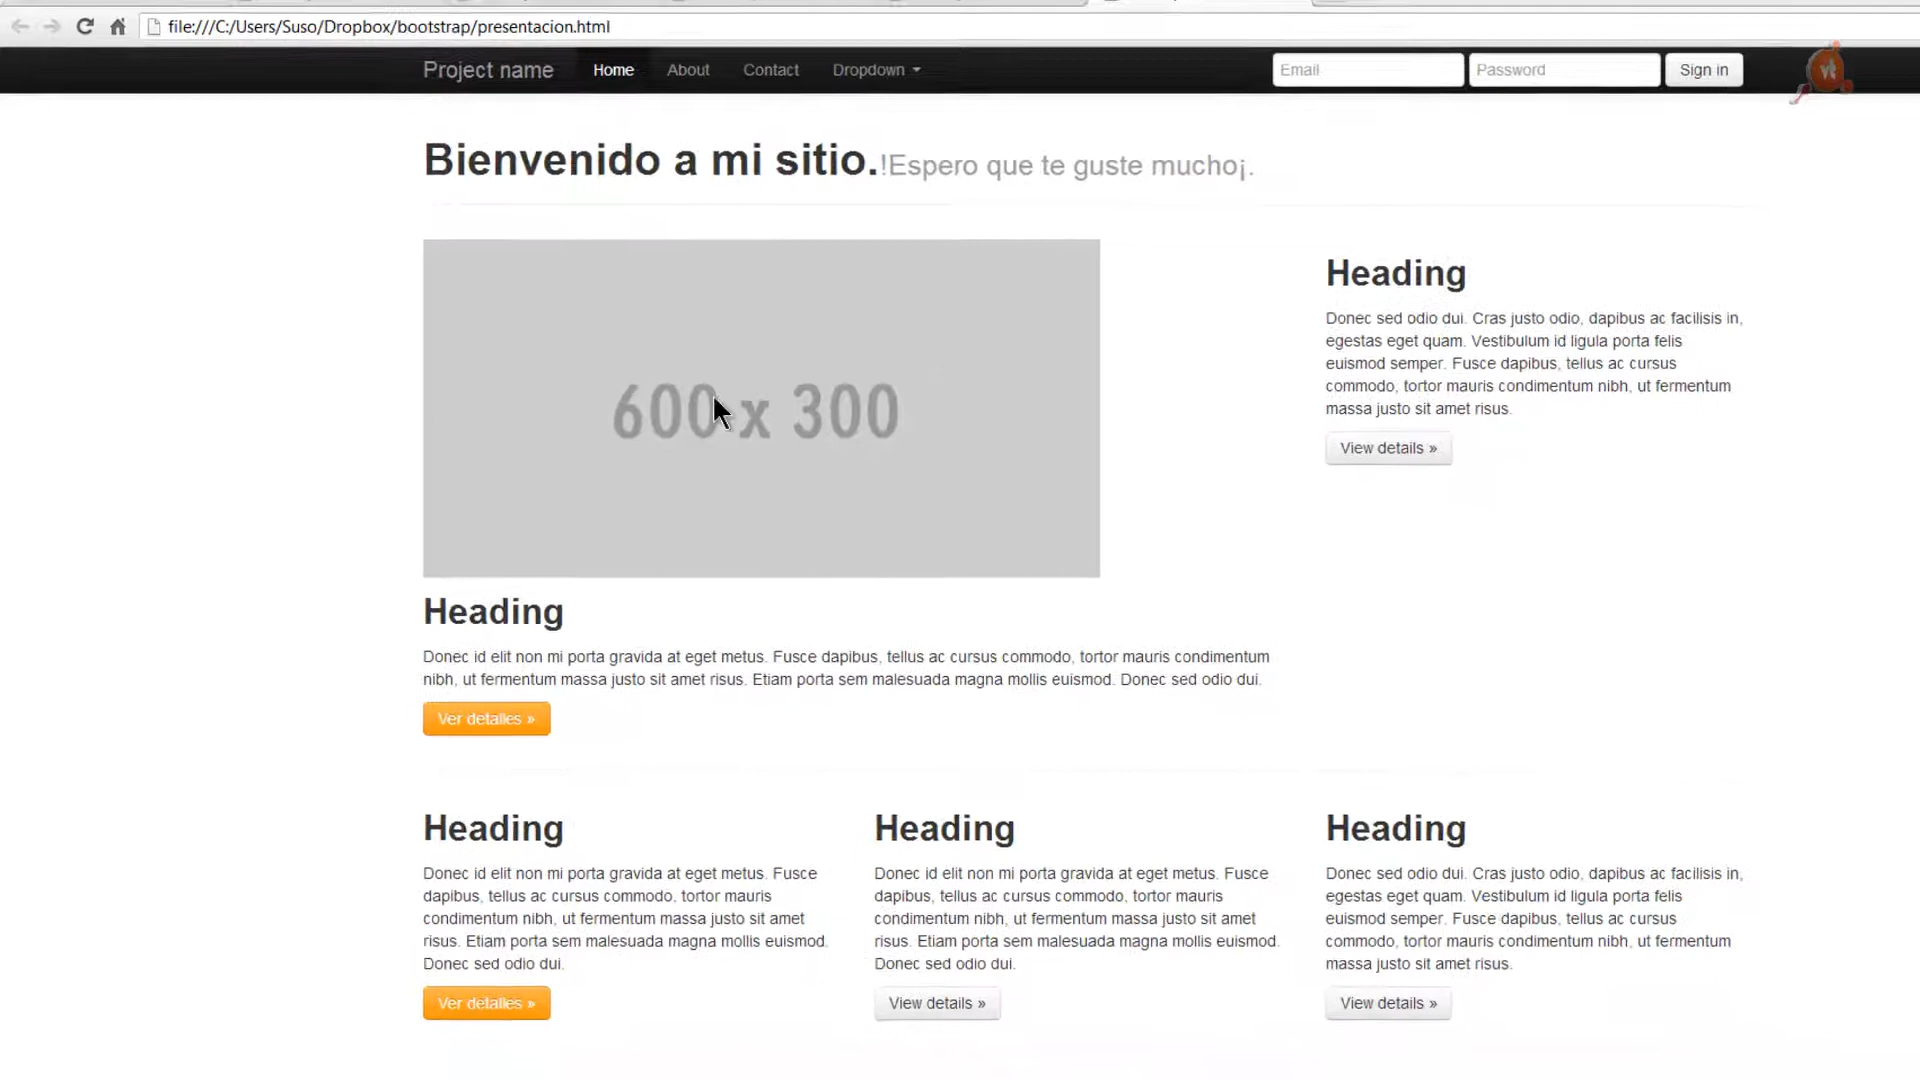 file:///C:/Users/Suso/Dropbox/bootstrap/presentacion.html
Project name Home About Contact Dropdown Email Password Sign in
Bienvenido a mi sitio.!Espero que te guste mucho¡.
600 x 300
Heading
Donec id elit non mi porta gravida at eget metus. Fusce dapibus, tellus ac cursus commodo, tortor mauris condimentum
nibh, ut fermentum massa justo sit amet risus. Etiam porta sem malesuada magna mollis euismod. Donec sed odio dui.
Ver detalles »
Heading
Donec sed odio dui. Cras justo odio, dapibus ac facilisis in,
egestas eget quam. Vestibulum id ligula porta felis
euismod semper. Fusce dapibus, tellus ac cursus
commodo, tortor mauris condimentum nibh, ut fermentum
massa justo sit amet risus.
View details »
Heading
Donec id elit non mi porta gravida at eget metus. Fusce
dapibus, tellus ac cursus commodo, tortor mauris
condimentum nibh, ut fermentum massa justo sit amet
risus. Etiam porta sem malesuada magna mollis euismod.
Donec sed odio dui.
Ver detalles »
Heading
Donec id elit non mi porta gravida at eget metus. Fusce
dapibus, tellus ac cursus commodo, tortor mauris
condimentum nibh, ut fermentum massa justo sit amet
risus. Etiam porta sem malesuada magna mollis euismod.
Donec sed odio dui.
View details »
Heading
Donec sed odio dui. Cras justo odio, dapibus ac facilisis in,
egestas eget quam. Vestibulum id ligula porta felis
euismod semper. Fusce dapibus, tellus ac cursus
commodo, tortor mauris condimentum nibh, ut fermentum
massa justo sit amet risus.
View details »